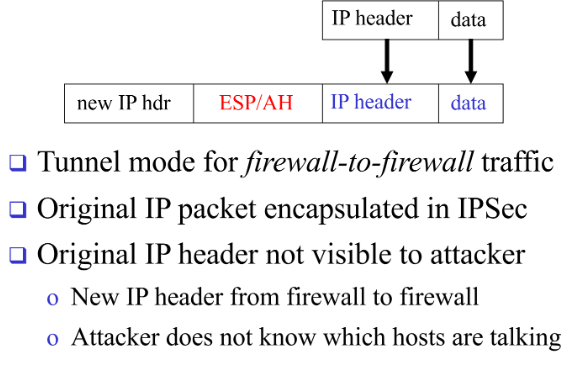 IP header data
new IP hdr ESP/AH IP header data
Tunnel mode for firewall-to-firewall traffic
Original IP packet encapsulated in IPSec
Original IP header not visible to attacker
o New IP header from firewall to firewall
o Attacker does not know which hosts are talking